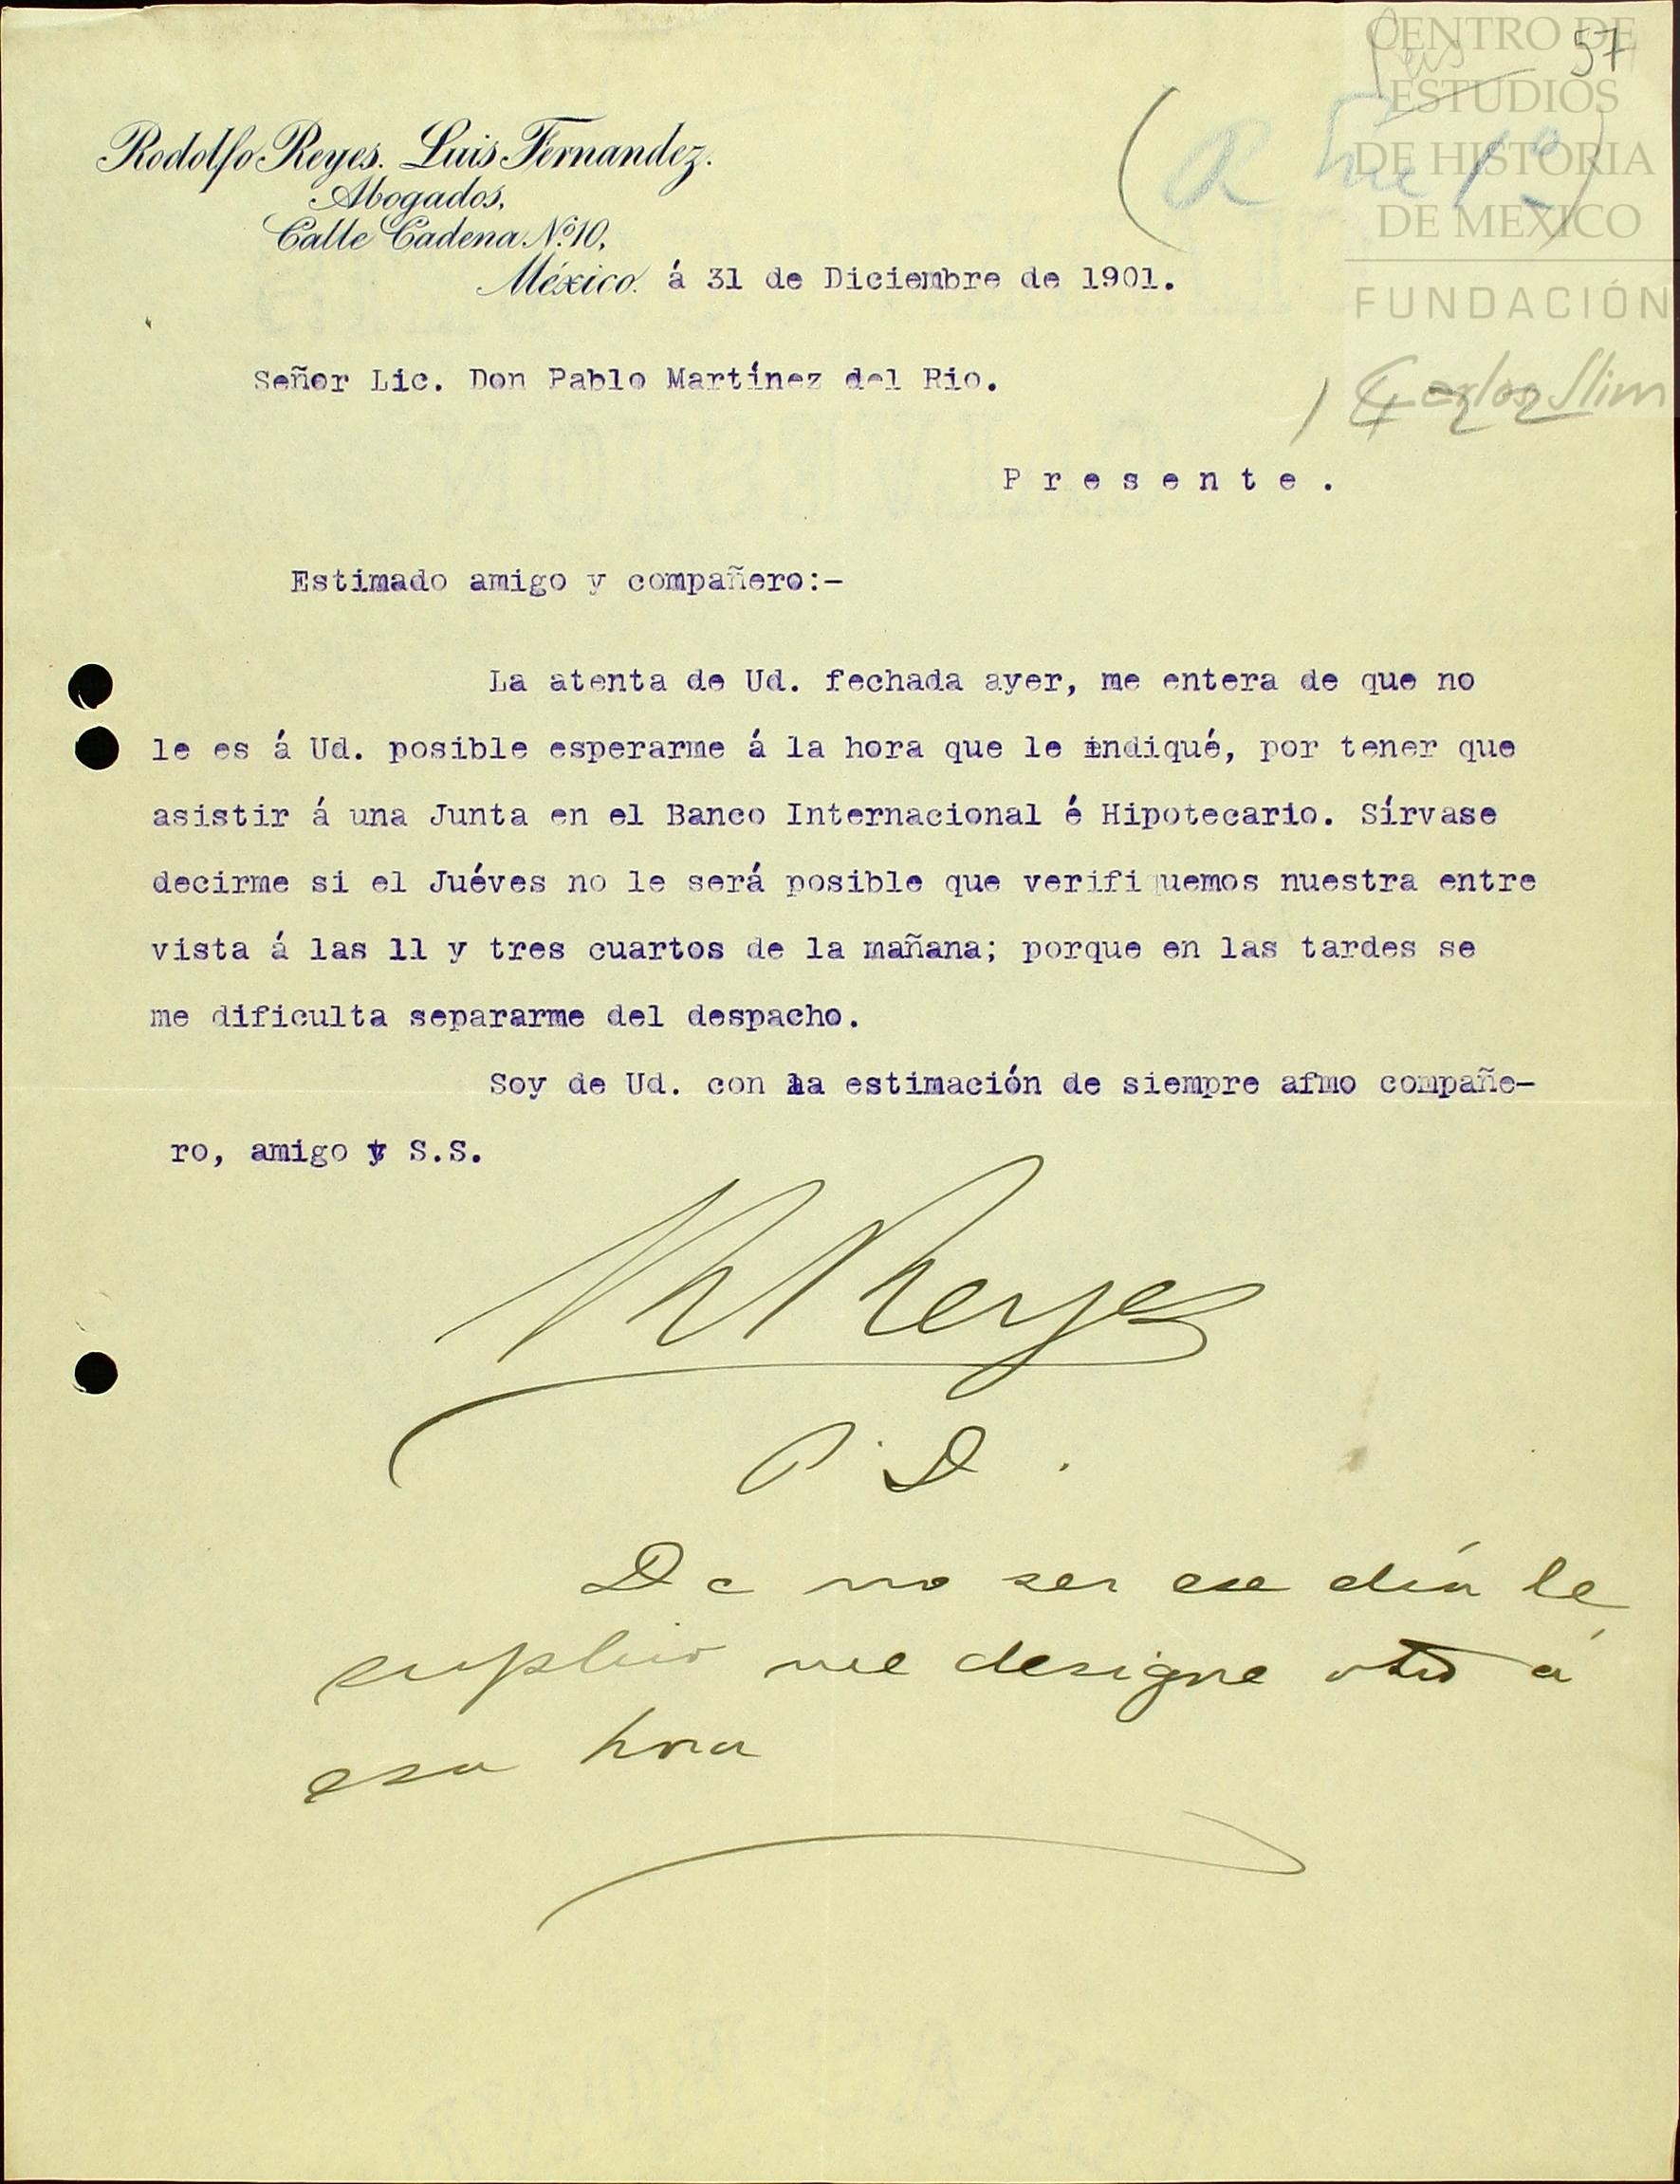 CENTRO DE
ESTUDIOS
DE HISTORIA
DE MEXICO
FUNDACIÓN
Carlos Slim
57
Rodolfo Reyes. Luis Fernandez.
Abogados,
Calle Cadena Nº 10,
México. á 31 de Diciembre de 1901.
Señor Lic. Don Pablo Martínez del Rio.
Presente.
Estimado amigo y compañero:-
La atenta de Ud. fechada ayer, me entera de que no
le es á Ud. posible esperarme á la hora que le indiqué, por tener que
asistir á una Junta en el Banco Internacional é Hipotecario. Sírvase
decirme si el Juéves no le será posible que verifiquemos nuestra entre
vista á las 11 y tres cuartos de la mañana; porque en las tardes se
me dificulta separarme del despacho.
Soy de Ud. con la estimación de siempre afmo compañe-
ro, amigo y S.S.
Reyes
P. D.
De no ser ese día le
suplico me designe otro á
esa hora